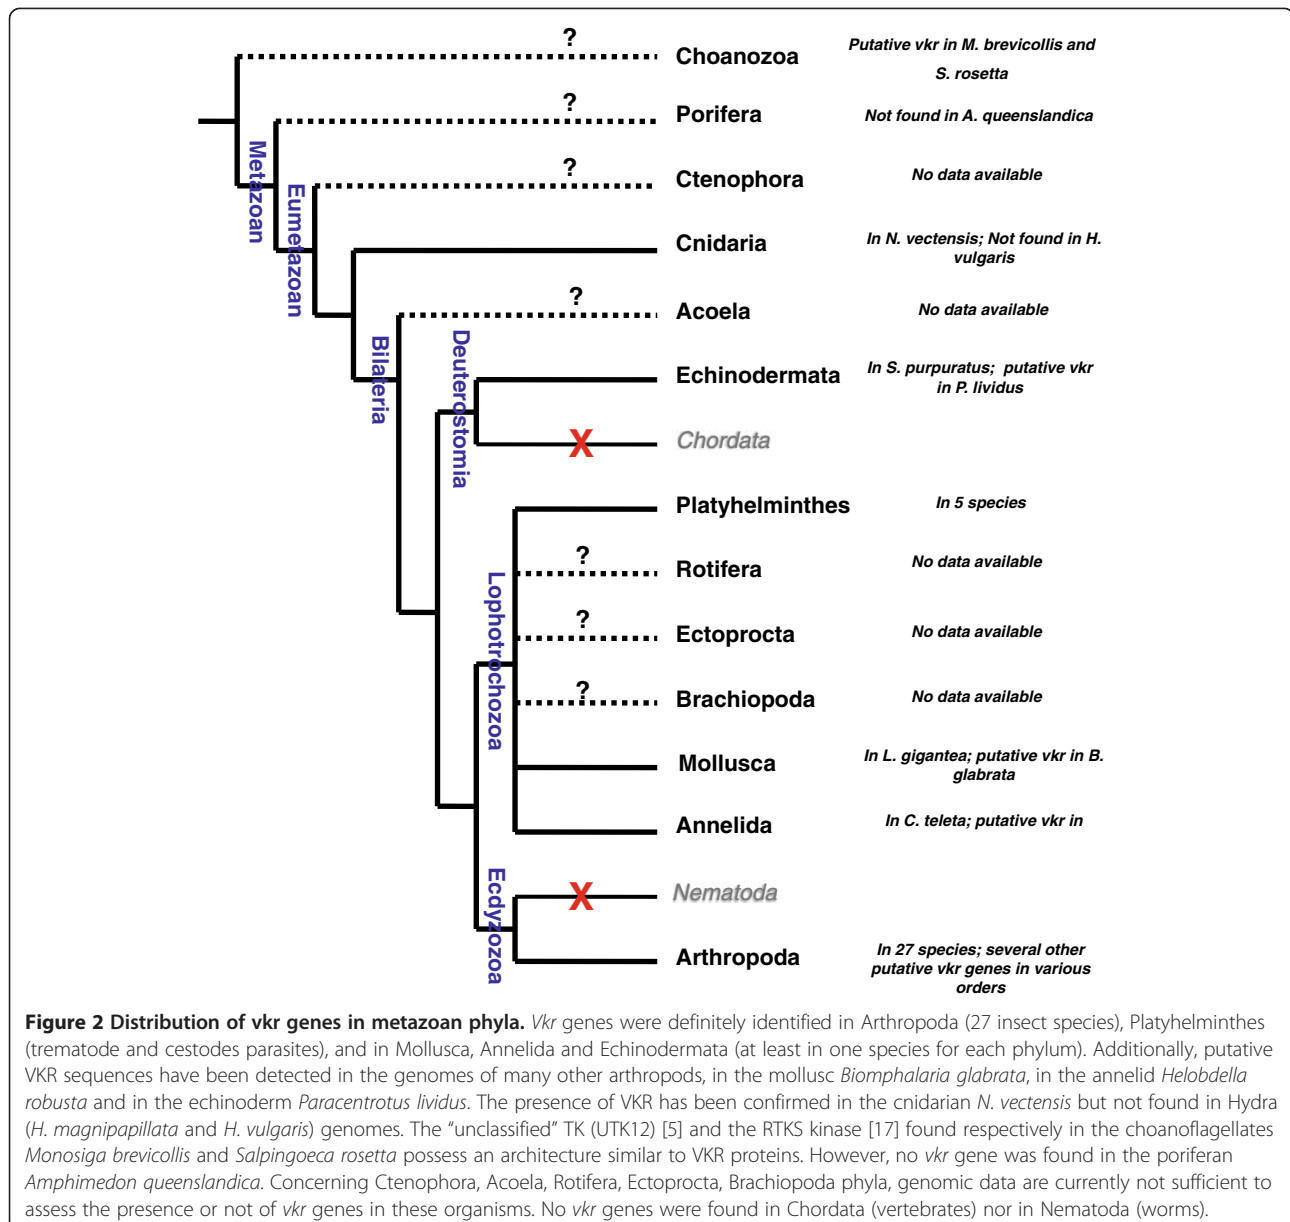 ?
Choanozoa
Putative vkr in M. brevicollis and
S. rosetta
?
Porifera
Not found in A. queenslandica
Metazoan
?
Ctenophora
No data available
Eumetazoan
Cnidaria
In N. vectensis; Not found in H.
vulgaris
?
Acoela
No data available
Bilateria
Deuterostomia
Echinodermata
In S. purpuratus; putative vkr
in P. lividus
X
Chordata
Platyhelminthes
In 5 species
?
Rotifera
No data available
Lophotrochozoa
?
Ectoprocta
No data available
?
Brachiopoda
No data available
Mollusca
In L. gigantea; putative vkr in B.
glabrata
Annelida
In C. teleta; putative vkr in
Ecdyzozoa
X
Nematoda
Arthropoda
In 27 species; several other
putative vkr genes in various
orders
Figure 2 Distribution of vkr genes in metazoan phyla. Vkr genes were definitely identified in Arthropoda (27 insect species), Platyhelminthes
(trematode and cestodes parasites), and in Mollusca, Annelida and Echinodermata (at least in one species for each phylum). Additionally, putative
VKR sequences have been detected in the genomes of many other arthropods, in the mollusc Biomphalaria glabrata, in the annelid Helobdella
robusta and in the echinoderm Paracentrotus lividus. The presence of VKR has been confirmed in the cnidarian N. vectensis but not found in Hydra
(H. magnipapillata and H. vulgaris) genomes. The “unclassified” TK (UTK12) [5] and the RTKS kinase [17] found respectively in the choanoflagellates
Monosiga brevicollis and Salpingoeca rosetta possess an architecture similar to VKR proteins. However, no vkr gene was found in the poriferan
Amphimedon queenslandica. Concerning Ctenophora, Acoela, Rotifera, Ectoprocta, Brachiopoda phyla, genomic data are currently not sufficient to
assess the presence or not of vkr genes in these organisms. No vkr genes were found in Chordata (vertebrates) nor in Nematoda (worms).